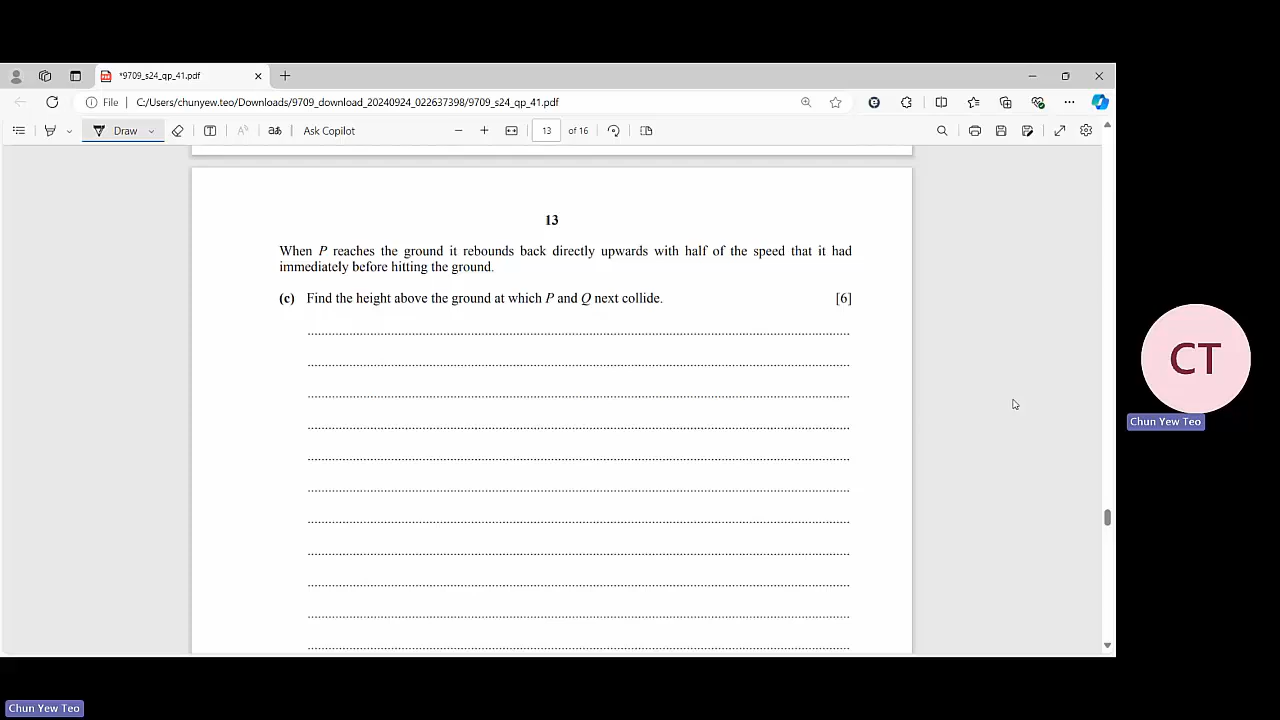 *9709_s24_qp_41.pdf
File
C:/Users/chunyew.teo/Downloads/9709_download_20240924_022637398/9709_s24_qp_41.pdf
Draw
Ask Copilot
13
of 16
13
When P reaches the ground it rebounds back directly upwards with half of the speed that it had
immediately before hitting the ground.
(c) Find the height above the ground at which P and Q next collide. [6]
CT
Chun Yew Teo
Chun Yew Teo